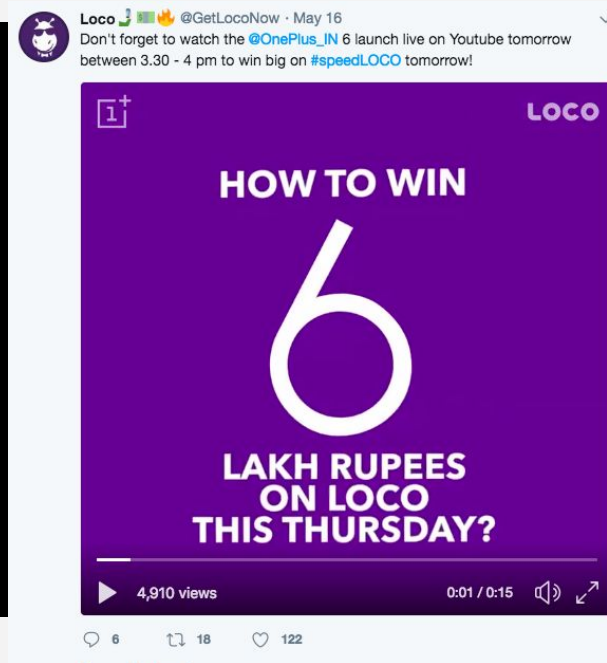 Loco @GetLocoNow · May 16
Don't forget to watch the @OnePlus_IN 6 launch live on Youtube tomorrow
between 3.30 - 4 pm to win big on #speedLOCO tomorrow!
1+ LOCO
HOW TO WIN
6
LAKH RUPEES
ON LOCO
THIS THURSDAY?
4,910 views 0:01 / 0:15
6 18 122